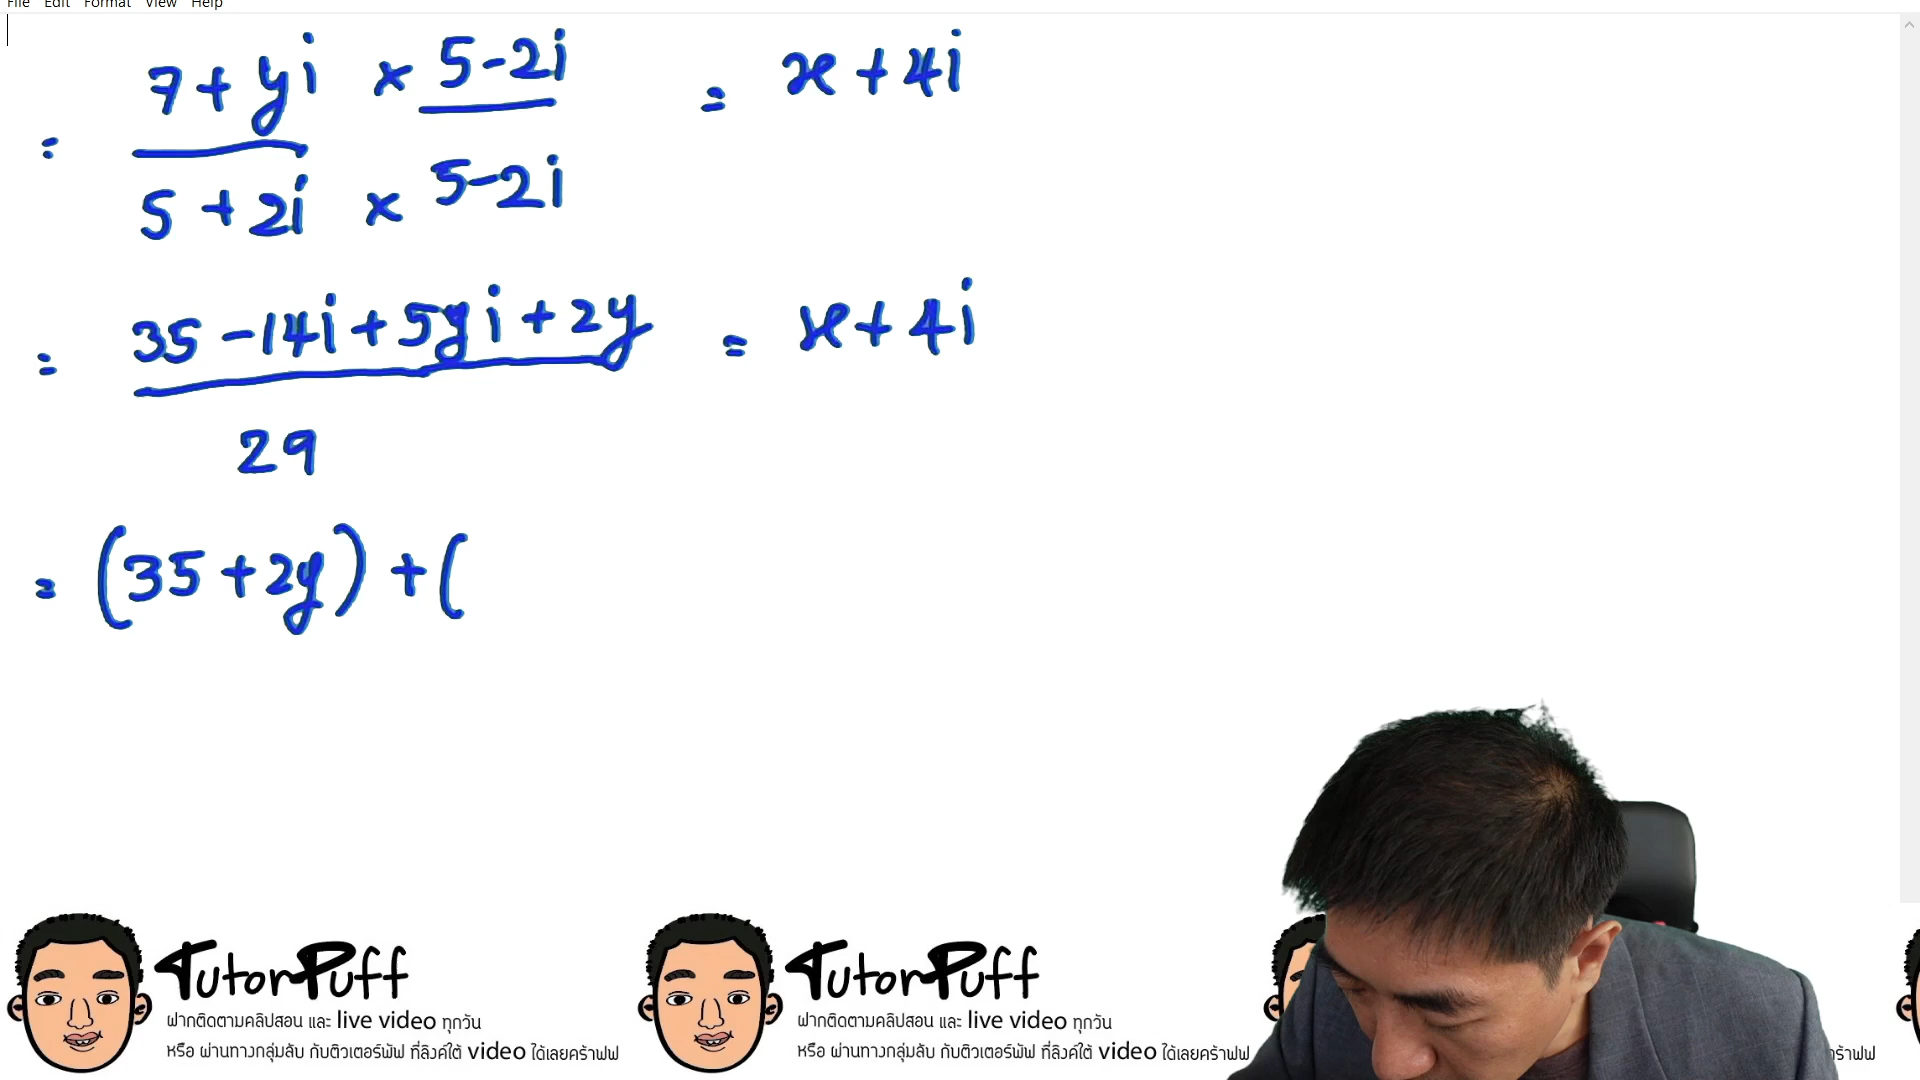 File Edit Format View Help
7 + yi × 5-2i = x + 4i
=
5 + 2i × 5-2i
35 - 14i + 5yi + 2y = x + 4i
=
29
= (35 + 2y) + (
TutorPuff TutorPuff
ฝากติดตามคลิปสอน และ live video ทุกวัน ฝากติดตามคลิปสอน และ live video ทุกวัน
หรือ ผ่านทางกลุ่มลับ กับติวเตอร์พัฟ ที่ลิงค์ใต้ video ได้เลยคร้าฟฟ หรือ ผ่านทางกลุ่มลับ กับติวเตอร์พัฟ ที่ลิงค์ใต้ video ได้เลยคร้าฟฟ